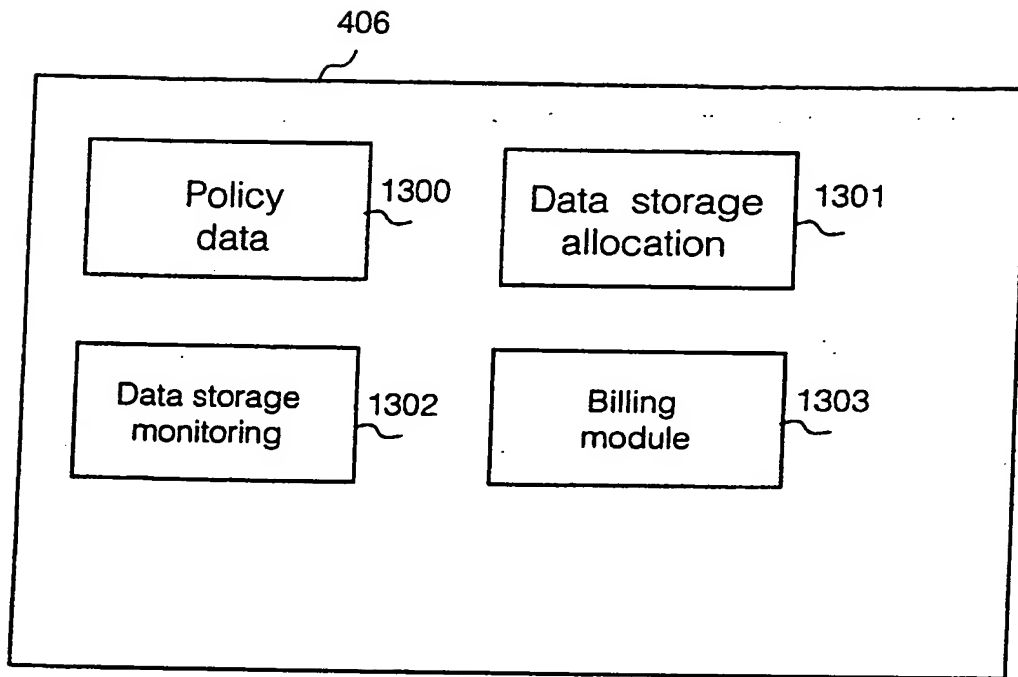 406
Policy
data
1300
Data storage
allocation
1301
Data storage
monitoring
1302
Billing
module
1303